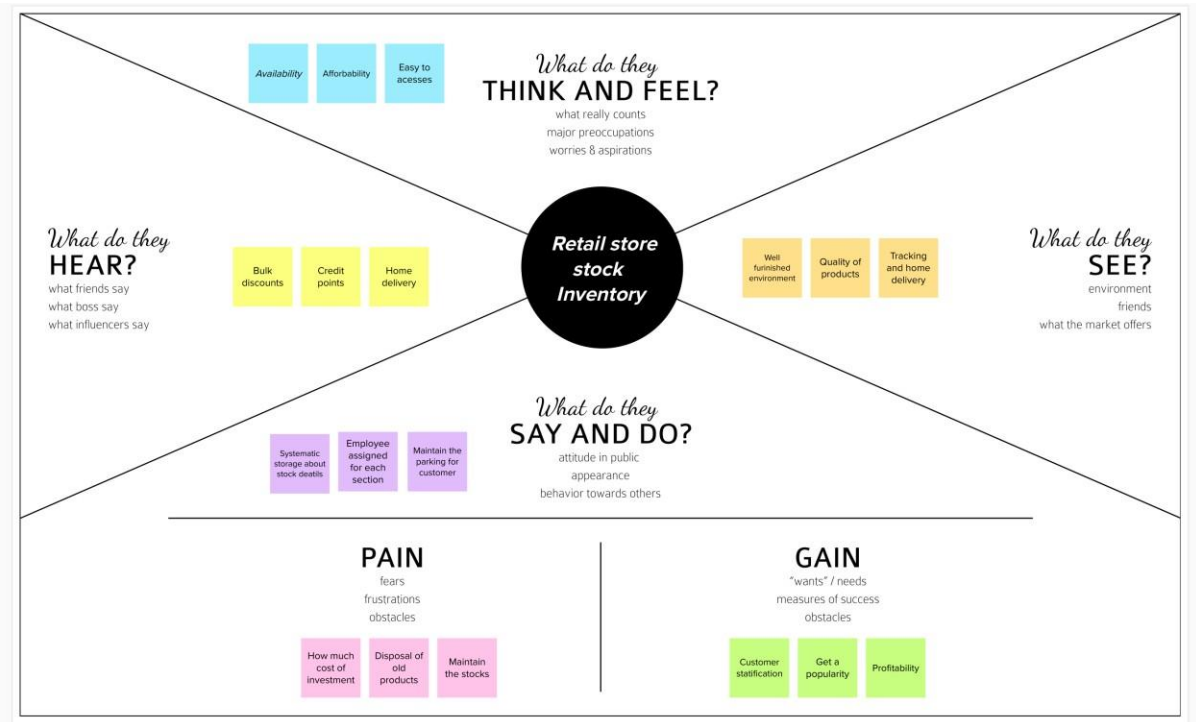 Availability
Afforbability
Easy to
acesses
What do they
THINK AND FEEL?
what really counts
major preoccupations
worries & aspirations
What do they
HEAR?
what friends say
what boss say
what influencers say
Bulk
discounts
Credit
points
Home
delivery
Retail store
stock
Inventory
Well
furinished
environment
Quality of
products
Tracking
and home
delivery
What do they
SEE?
environment
friends
what the market offers
What do they
SAY AND DO?
attitude in public
appearance
behavior towards others
Systematic
storage about
stock deatils
Employee
assigned
for each
section
Maintain the
parking for
customer
PAIN
fears
frustrations
obstacles
How much
cost of
investment
Disposal of
old
products
Maintain
the stocks
GAIN
"wants" / needs
measures of success
obstacles
Customer
statification
Get a
popularity
Profitability